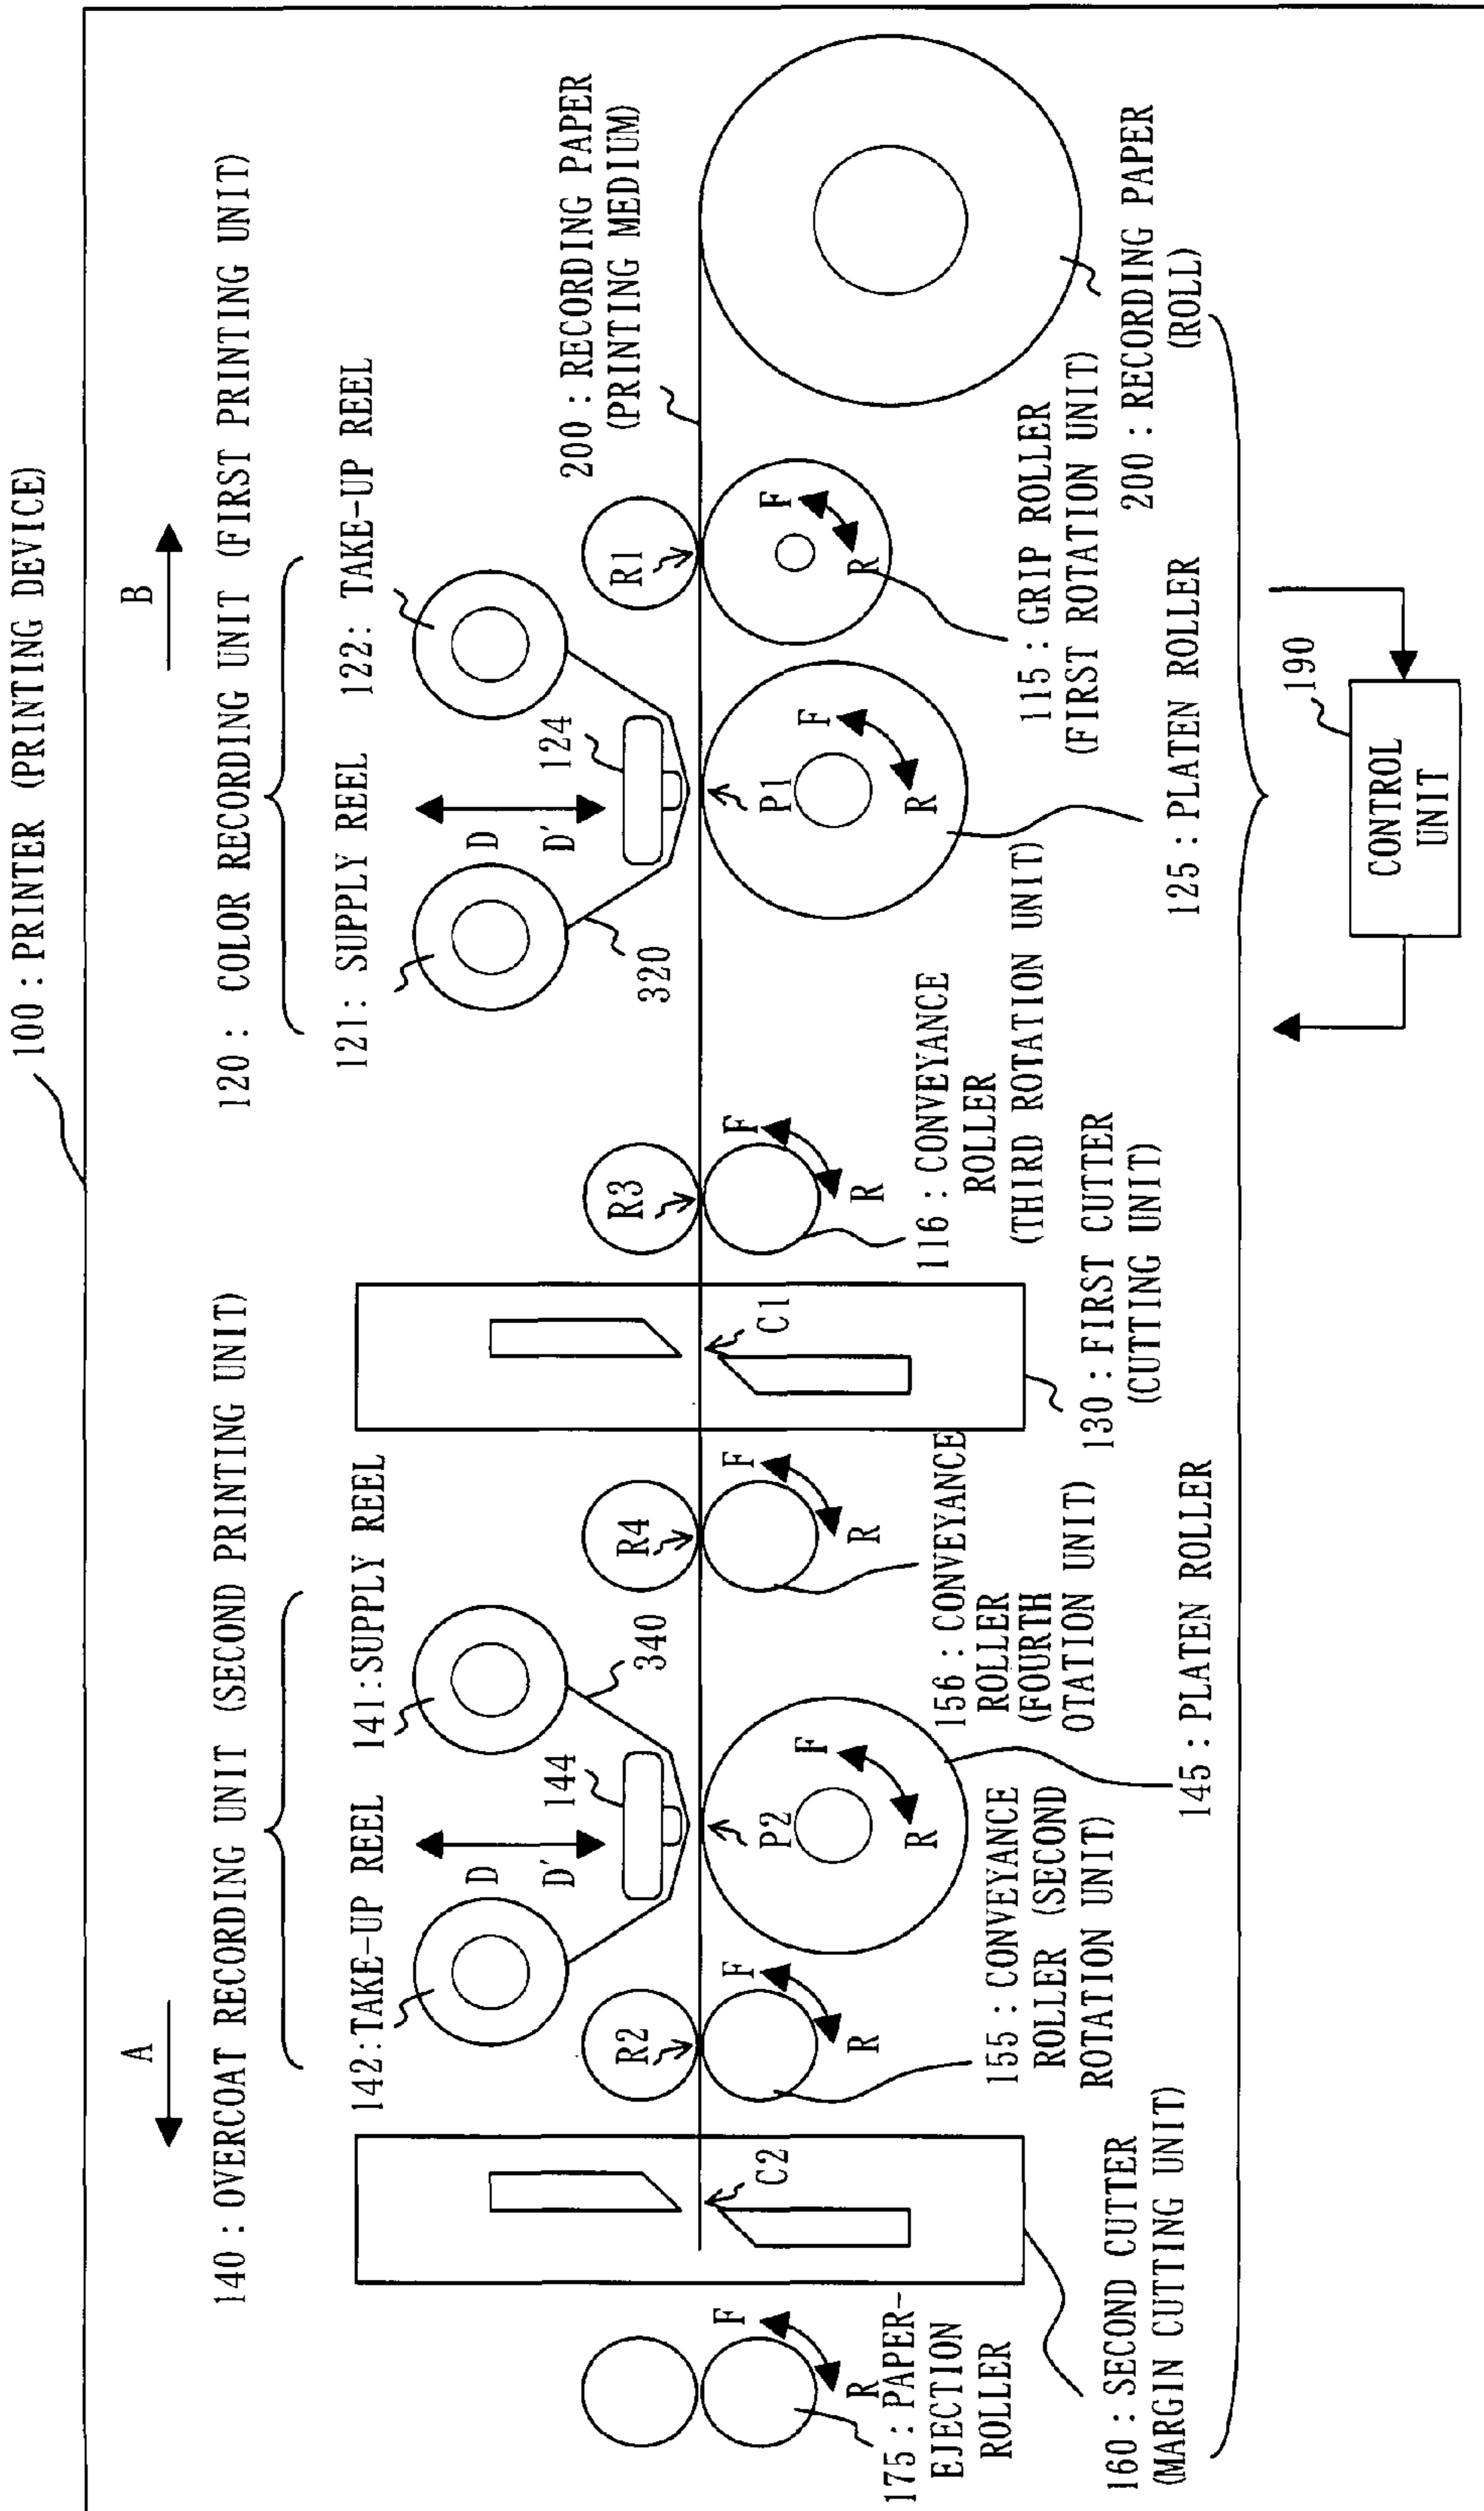 100 : PRINTER (PRINTING DEVICE)
A
B
140 : OVERCOAT RECORDING UNIT (SECOND PRINTING UNIT)
120 : COLOR RECORDING UNIT (FIRST PRINTING UNIT)
142:TAKE-UP REEL
141:SUPPLY REEL
121: SUPPLY REEL
122: TAKE-UP REEL
D
D'
144
340
D
D'
124
320
200 : RECORDING PAPER
(PRINTING MEDIUM)
R2
R4
R3
R1
C2
P2
C1
P1
F
R
F
R
F
R
F
R
F
R
F
R
F
R
175 : PAPER-
EJECTION
ROLLER
160 : SECOND CUTTER
(MARGIN CUTTING UNIT)
155 : CONVEYANCE
ROLLER (SECOND
ROTATION UNIT)
145 : PLATEN ROLLER
156 : CONVEYANCE
ROLLER
(FOURTH
OTATION UNIT)
130 : FIRST CUTTER
(CUTTING UNIT)
116 : CONVEYANCE
ROLLER
(THIRD ROTATION UNIT)
125 : PLATEN ROLLER
115 : GRIP ROLLER
(FIRST ROTATION UNIT)
200 : RECORDING PAPER
(ROLL)
190
CONTROL
UNIT